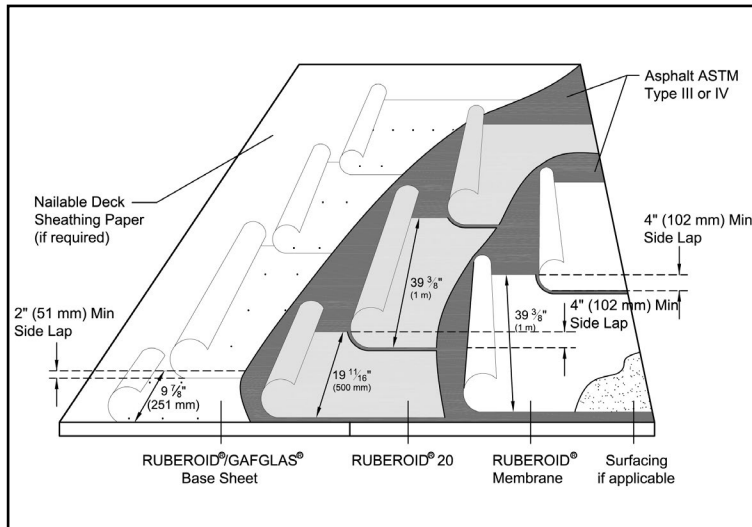 Asphalt ASTM
Type III or IV
Nailable Deck
Sheathing Paper
(if required)
4" (102 mm) Min
Side Lap
2" (51 mm) Min
Side Lap
39 3/8"
(1 m)
39 3/8"
(1 m)
4" (102 mm) Min
Side Lap
19 11/16"
(500 mm)
9 7/8"
(251 mm)
RUBEROID®/GAFGLAS®
Base Sheet
RUBEROID® 20
RUBEROID®
Membrane
Surfacing
if applicable